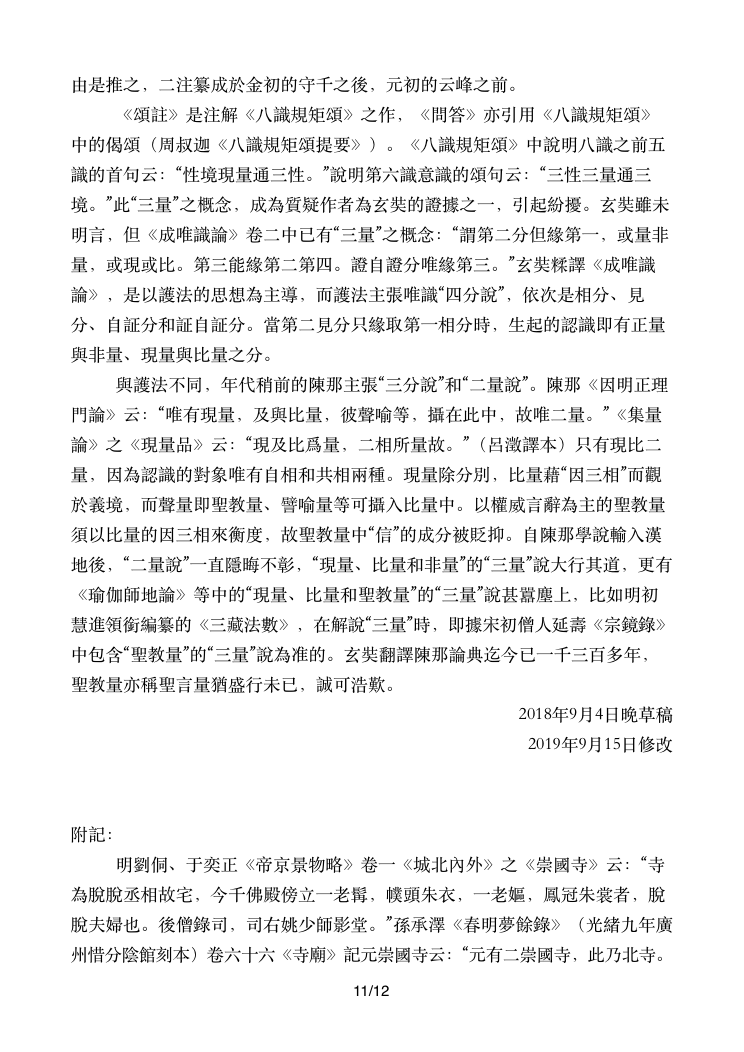 由是推之，二注纂成於金初的守千之後，元初的云峰之前。
《頌註》是注解《八識規矩頌》之作，《問答》亦引用《八識規矩頌》
中的偈頌（周叔迦《八識規矩頌提要》）。《八識規矩頌》中說明八識之前五
識的首句云：“性境現量通三性。”說明第六識意識的頌句云：“三性三量通三
境。”此“三量”之概念，成為質疑作者為玄奘的證據之一，引起紛擾。玄奘雖未
明言，但《成唯識論》卷二中已有“三量”之概念：“謂第二分但緣第一，或量非
量，或現或比。第三能緣第二第四。證自證分唯緣第三。”玄奘糅譯《成唯識
論》，是以護法的思想為主導，而護法主張唯識“四分說”，依次是相分、見
分、自証分和証自証分。當第二見分只緣取第一相分時，生起的認識即有正量
與非量、現量與比量之分。
與護法不同，年代稍前的陳那主張“三分說”和“二量說”。陳那《因明正理
門論》云：“唯有現量，及與比量，彼聲喻等，攝在此中，故唯二量。”《集量
論》之《現量品》云：“現及比爲量，二相所量故。”（呂澂譯本）只有現比二
量，因為認識的對象唯有自相和共相兩種。現量除分別，比量藉“因三相”而觀
於義境，而聲量即聖教量、譬喻量等可攝入比量中。以權威言辭為主的聖教量
須以比量的因三相來衡度，故聖教量中“信”的成分被貶抑。自陳那學說輸入漢
地後，“二量說”一直隱晦不彰，“現量、比量和非量”的“三量”說大行其道，更有
《瑜伽師地論》等中的“現量、比量和聖教量”的“三量”說甚囂塵上，比如明初
慧進領銜編纂的《三藏法數》，在解說“三量”時，即據宋初僧人延壽《宗鏡錄》
中包含“聖教量”的“三量”說為准的。玄奘翻譯陳那論典迄今已一千三百多年，
聖教量亦稱聖言量猶盛行未已，誠可浩歎。
2018年9月4日晚草稿
2019年9月15日修改
附記：
明劉侗、于奕正《帝京景物略》卷一《城北內外》之《崇國寺》云：“寺
為脫脫丞相故宅，今千佛殿傍立一老髯，幞頭朱衣，一老嫗，鳳冠朱裳者，脫
脫夫婦也。後僧錄司，司右姚少師影堂。”孫承澤《春明夢餘錄》（光緒九年廣
州惜分陰館刻本）卷六十六《寺廟》記元崇國寺云：“元有二崇國寺，此乃北寺。
11/12